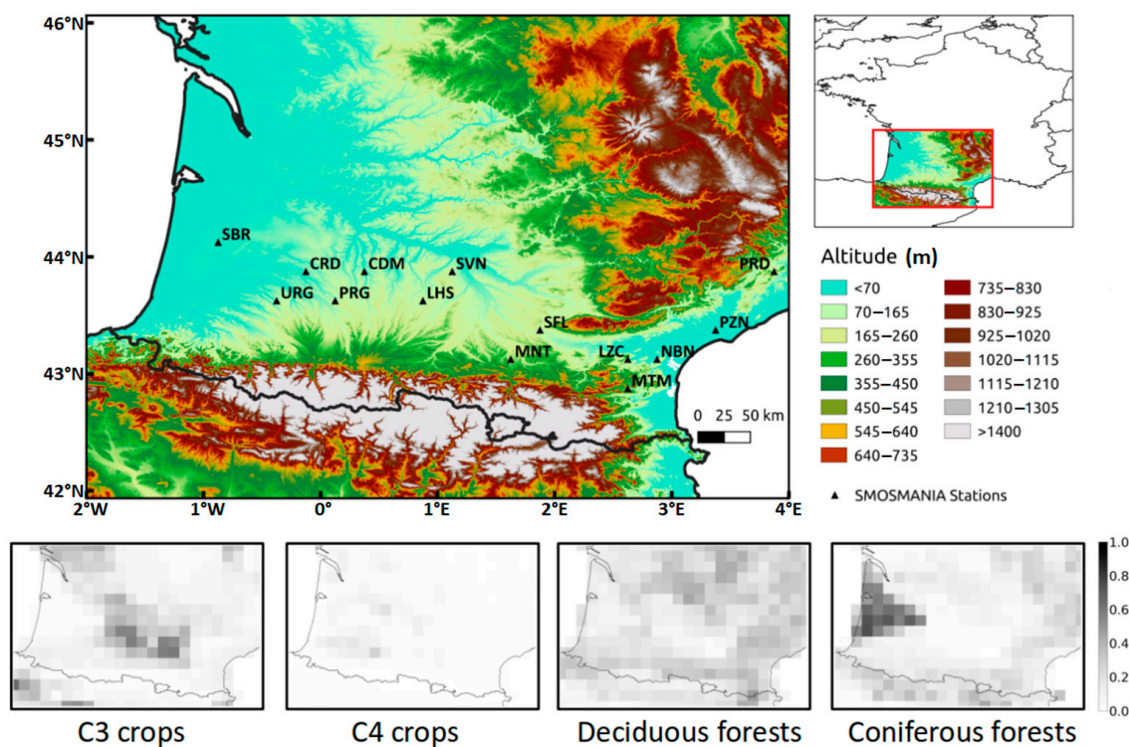 46°N
45°N
44°N
43°N
42°N
2°W
1°W
0°
1°E
2°E
3°E
4°E
SBR
CRD
CDM
SVN
PRD
URG
PRG
LHS
SFL
PZN
MNT
LZC
NBN
MTM
0 25 50 km
Altitude (m)
<70
70–165
165–260
260–355
355–450
450–545
545–640
640–735
735–830
830–925
925–1020
1020–1115
1115–1210
1210–1305
>1400
▲ SMOSMANIA Stations
1.0
0.8
0.6
0.4
0.2
0.0
C3 crops
C4 crops
Deciduous forests
Coniferous forests